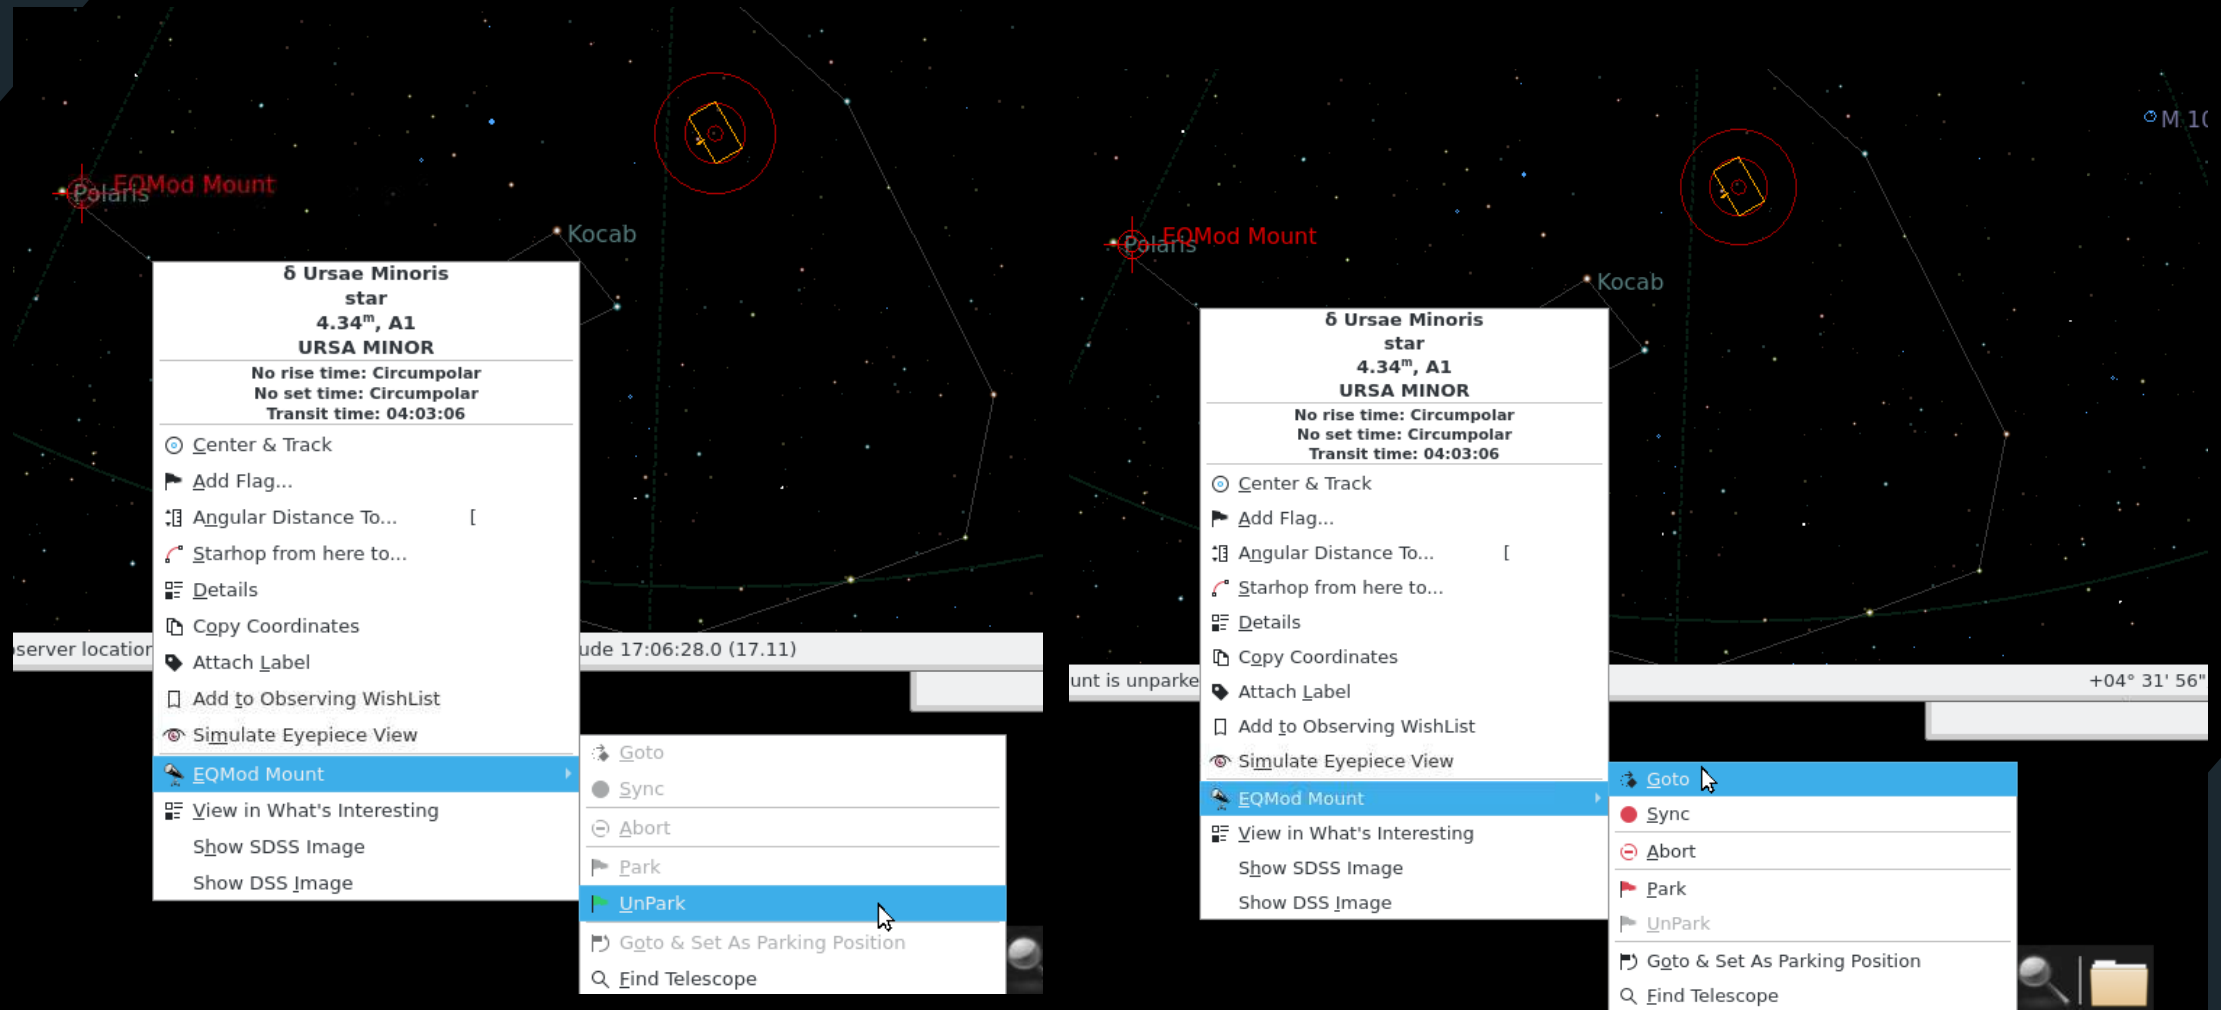 EQMod Mount
Polaris
Kocab
δ Ursae Minoris
star
4.34m, A1
URSA MINOR
No rise time: Circumpolar
No set time: Circumpolar
Transit time: 04:03:06
Center & Track
Add Flag...
Angular Distance To... [
Starhop from here to...
Details
Copy Coordinates
Attach Label
Add to Observing WishList
Simulate Eyepiece View
EQMod Mount
View in What's Interesting
Show SDSS Image
Show DSS Image
server location
ude 17:06:28.0 (17.11)
Goto
Sync
Abort
Park
UnPark
Goto & Set As Parking Position
Find Telescope
M 10
EQMod Mount
Polaris
Kocab
δ Ursae Minoris
star
4.34m, A1
URSA MINOR
No rise time: Circumpolar
No set time: Circumpolar
Transit time: 04:03:06
Center & Track
Add Flag...
Angular Distance To... [
Starhop from here to...
Details
Copy Coordinates
Attach Label
Add to Observing WishList
Simulate Eyepiece View
EQMod Mount
View in What's Interesting
Show SDSS Image
Show DSS Image
unt is unparke
+04° 31' 56"
Goto
Sync
Abort
Park
UnPark
Goto & Set As Parking Position
Find Telescope